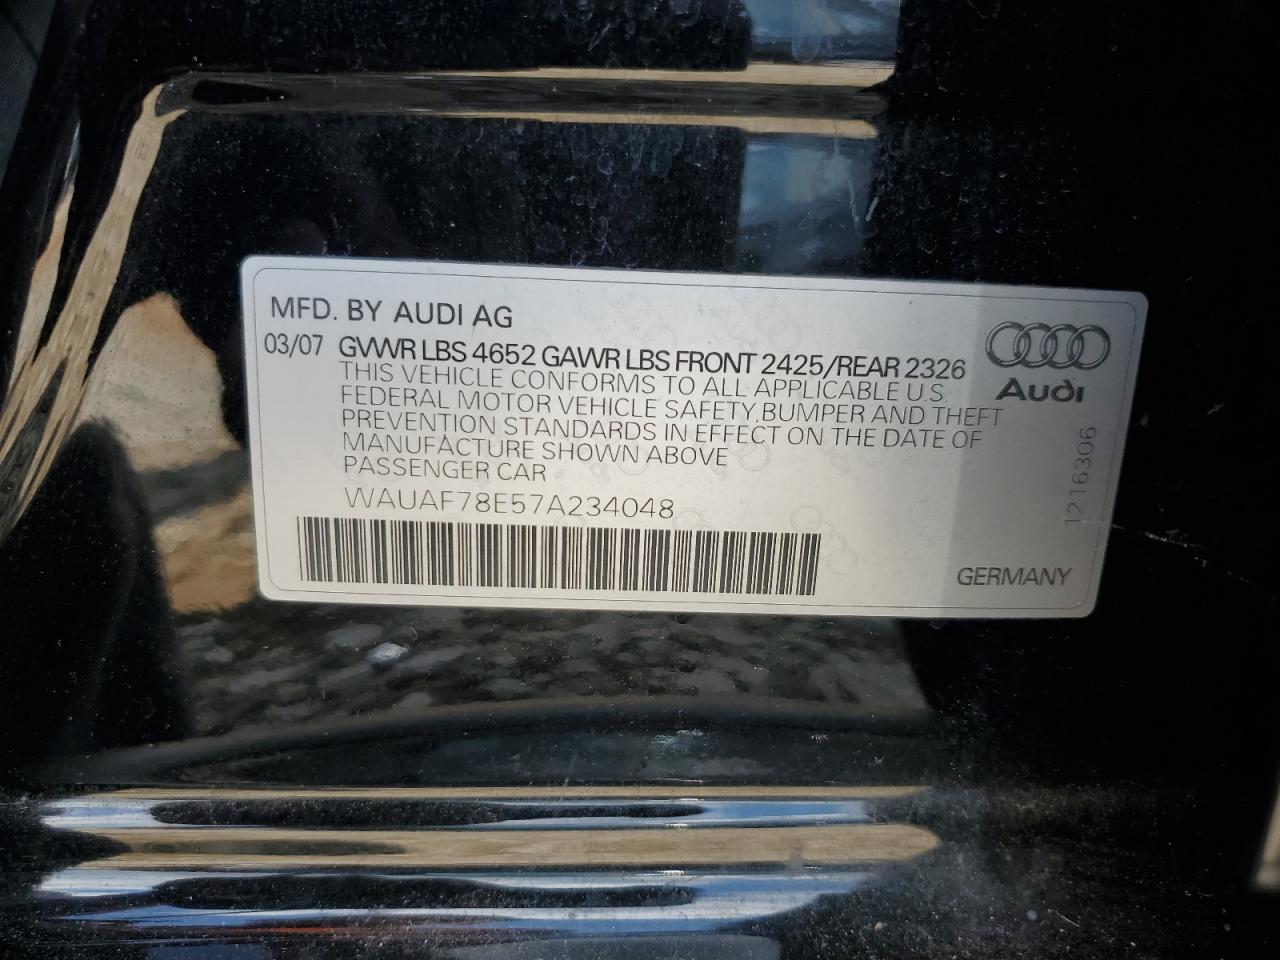 MFD. BY AUDI AG
03/07 GVWR LBS 4652 GAWR LBS FRONT 2425/REAR 2326
THIS VEHICLE CONFORMS TO ALL APPLICABLE U.S.
FEDERAL MOTOR VEHICLE SAFETY, BUMPER AND THEFT
PREVENTION STANDARDS IN EFFECT ON THE DATE OF
MANUFACTURE SHOWN ABOVE
PASSENGER CAR
WAUAF78E57A234048
Audi
1216306
GERMANY